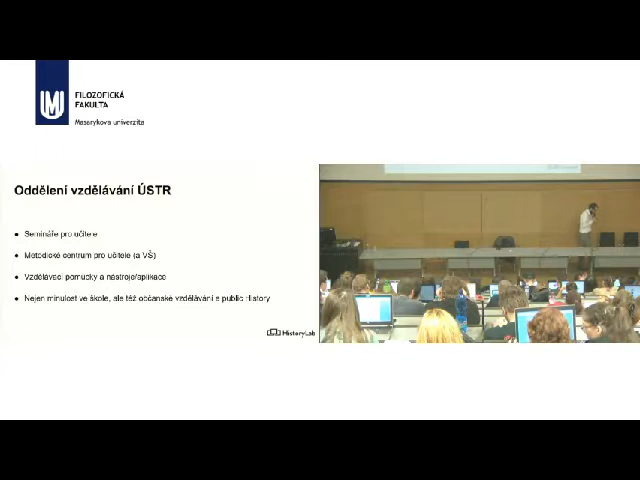 FILOZOFICKÁ
FAKULTA
Masarykova univerzita
Oddělení vzdělávání ÚSTR
Semináře pro učitele
Metodické centrum pro učitele (a VŠ)
Vzdělávací pomůcky a nástroje/aplikace
Nejen minulost ve škole, ale též občanské vzdělávání a public History
HistoryLab